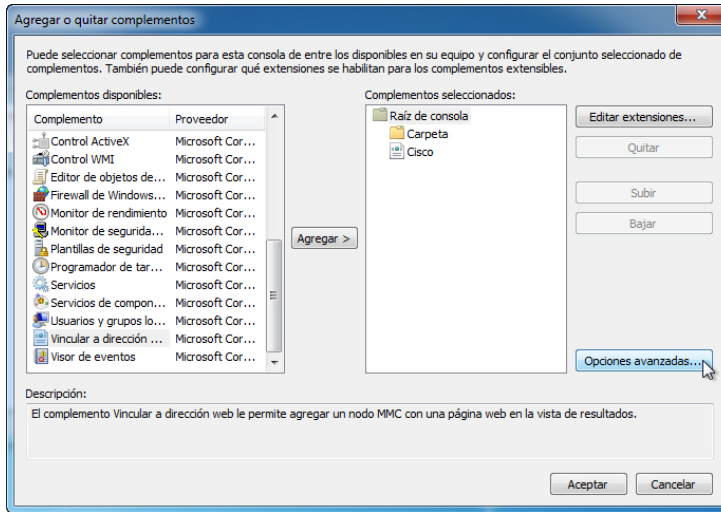 Agregar o quitar complementos
Puede seleccionar complementos para esta consola de entre los disponibles en su equipo y configurar el conjunto seleccionado de
complementos. También puede configurar qué extensiones se habilitan para los complementos extensibles.
Complementos disponibles:
Complemento Proveedor
Control ActiveX Microsoft Cor...
Control WMI Microsoft Cor...
Editor de objetos de... Microsoft Cor...
Firewall de Windows... Microsoft Cor...
Monitor de rendimiento Microsoft Cor...
Monitor de segurida... Microsoft Cor...
Plantillas de seguridad Microsoft Cor...
Programador de tar... Microsoft Cor...
Servicios Microsoft Cor...
Servicios de compon... Microsoft Cor...
Usuarios y grupos lo... Microsoft Cor...
Vincular a dirección ... Microsoft Cor...
Visor de eventos Microsoft Cor...
Agregar >
Complementos seleccionados:
Raíz de consola
Carpeta
Cisco
Editar extensiones...
Quitar
Subir
Bajar
Opciones avanzadas...
Descripción:
El complemento Vincular a dirección web le permite agregar un nodo MMC con una página web en la vista de resultados.
Aceptar
Cancelar